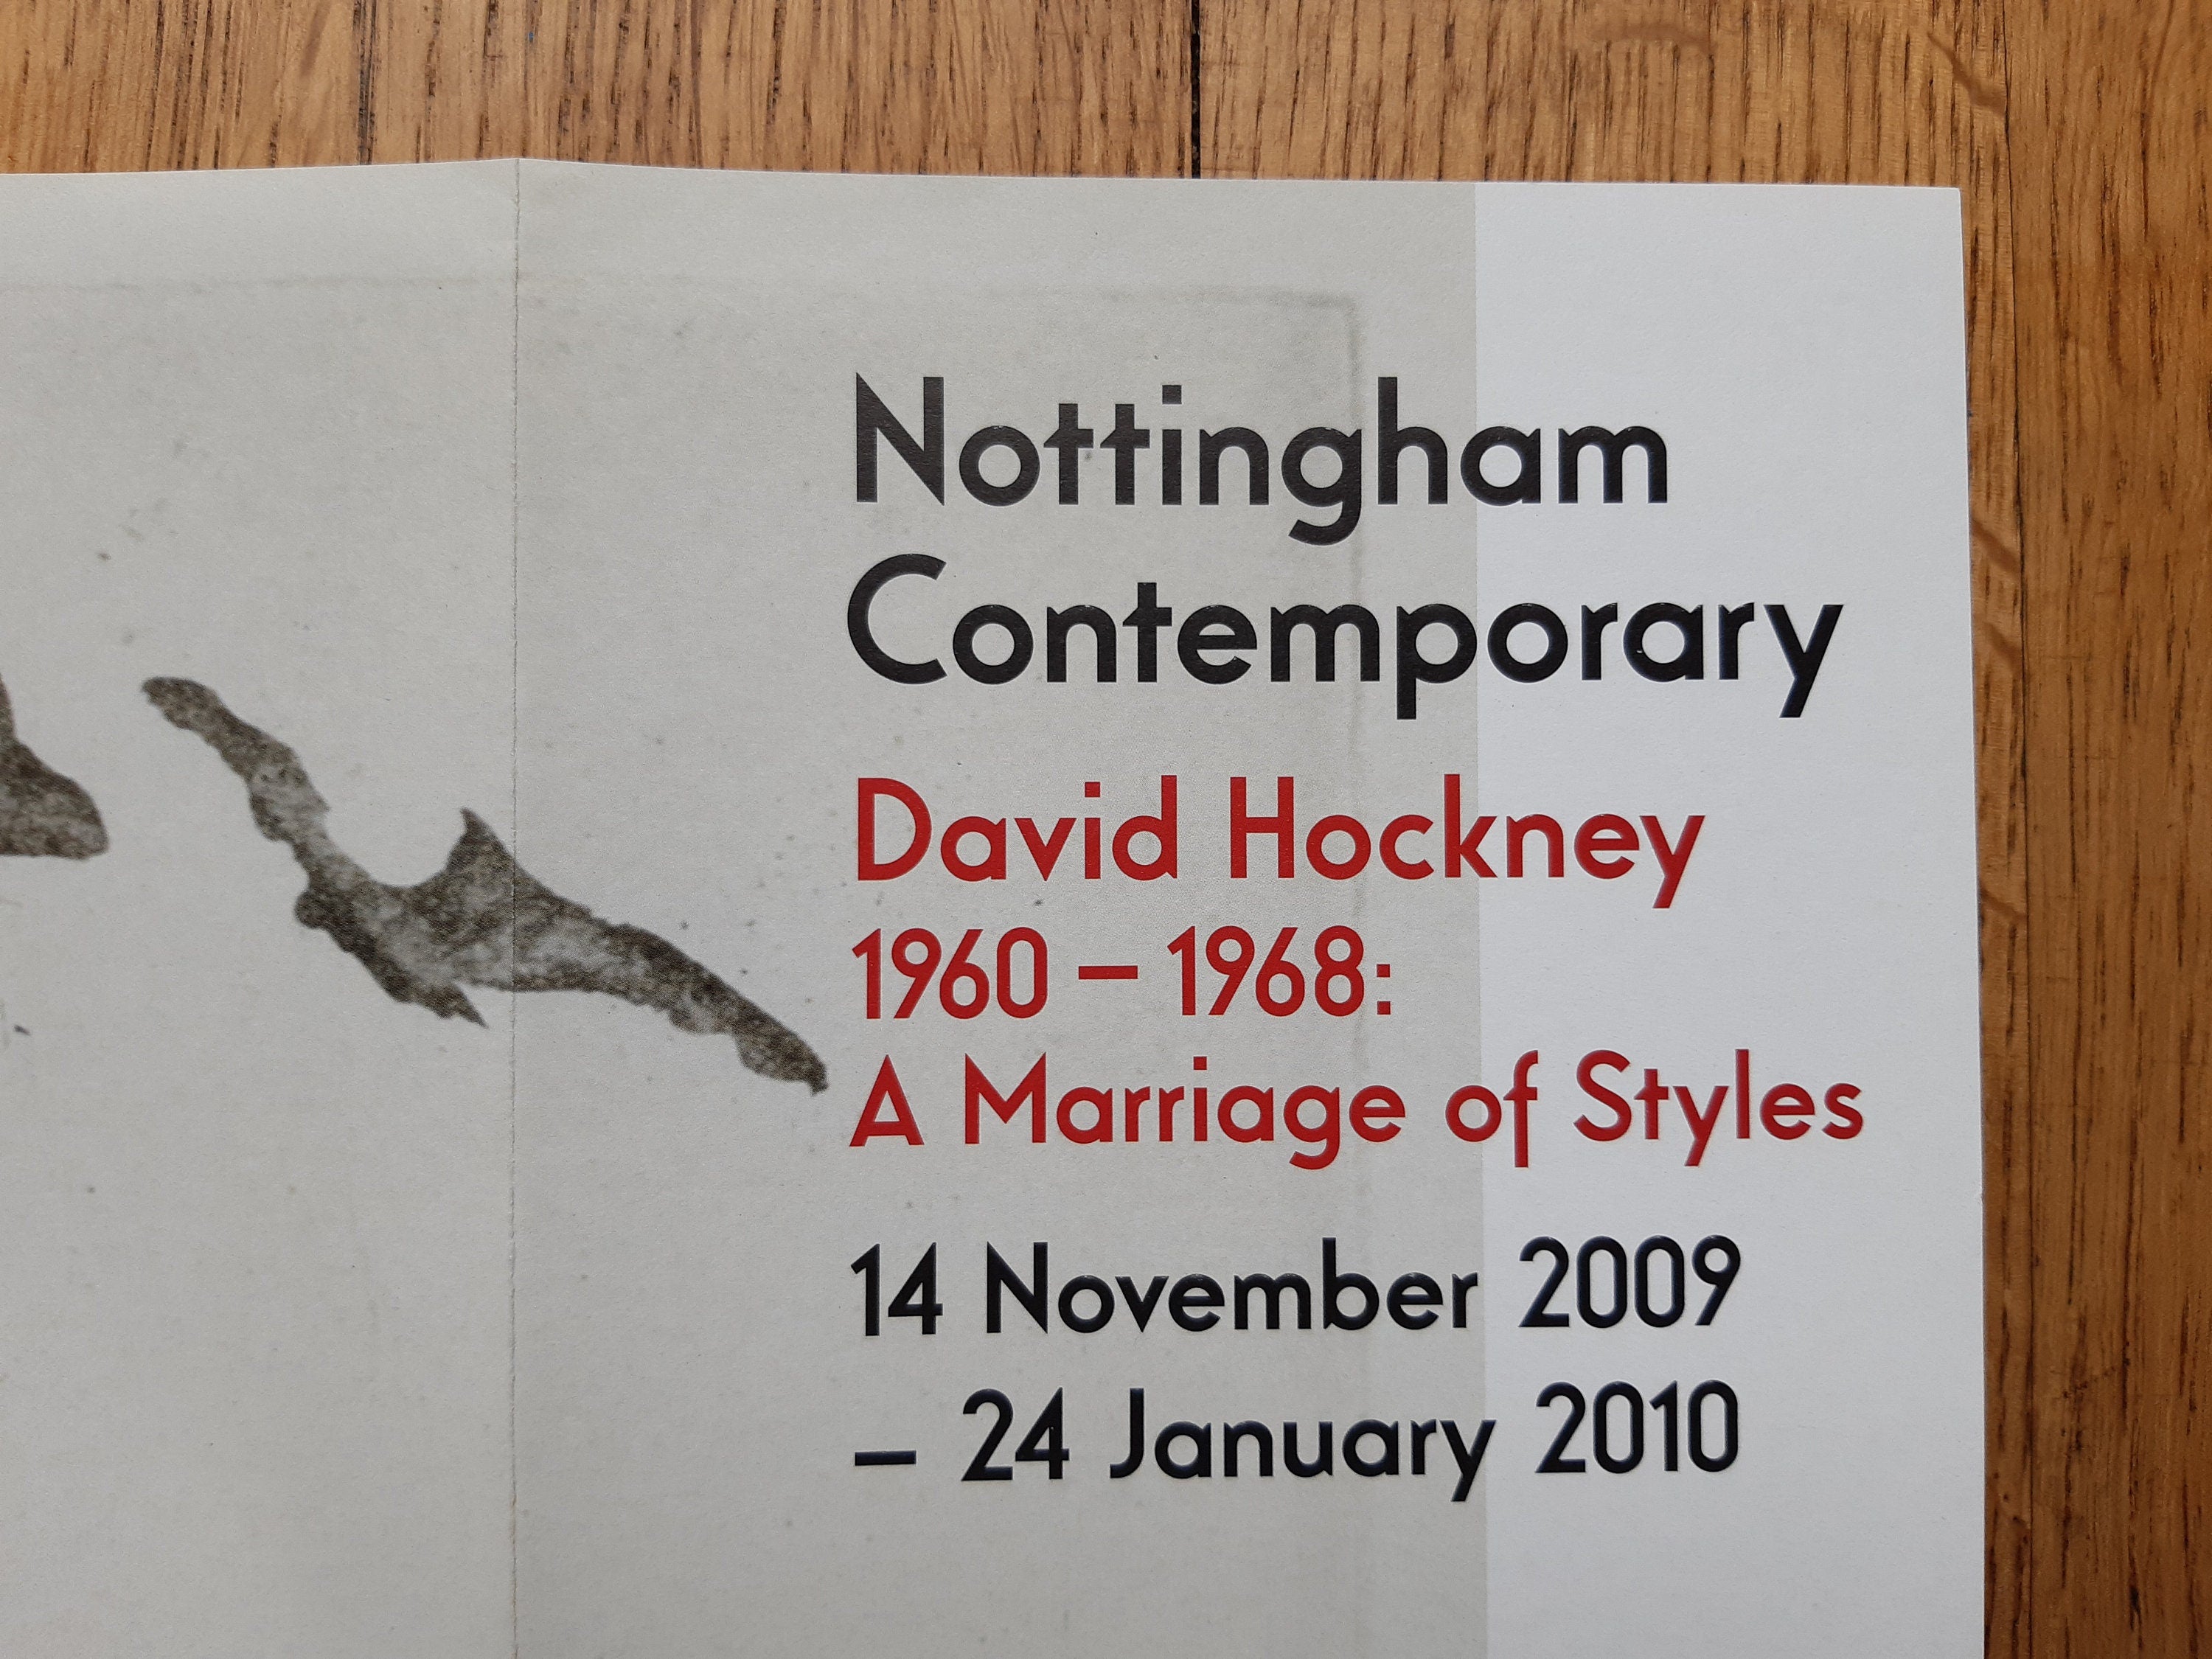 Nottingham
Contemporary
David Hockney
1960 – 1968:
A Marriage of Styles
14 November 2009
– 24 January 2010